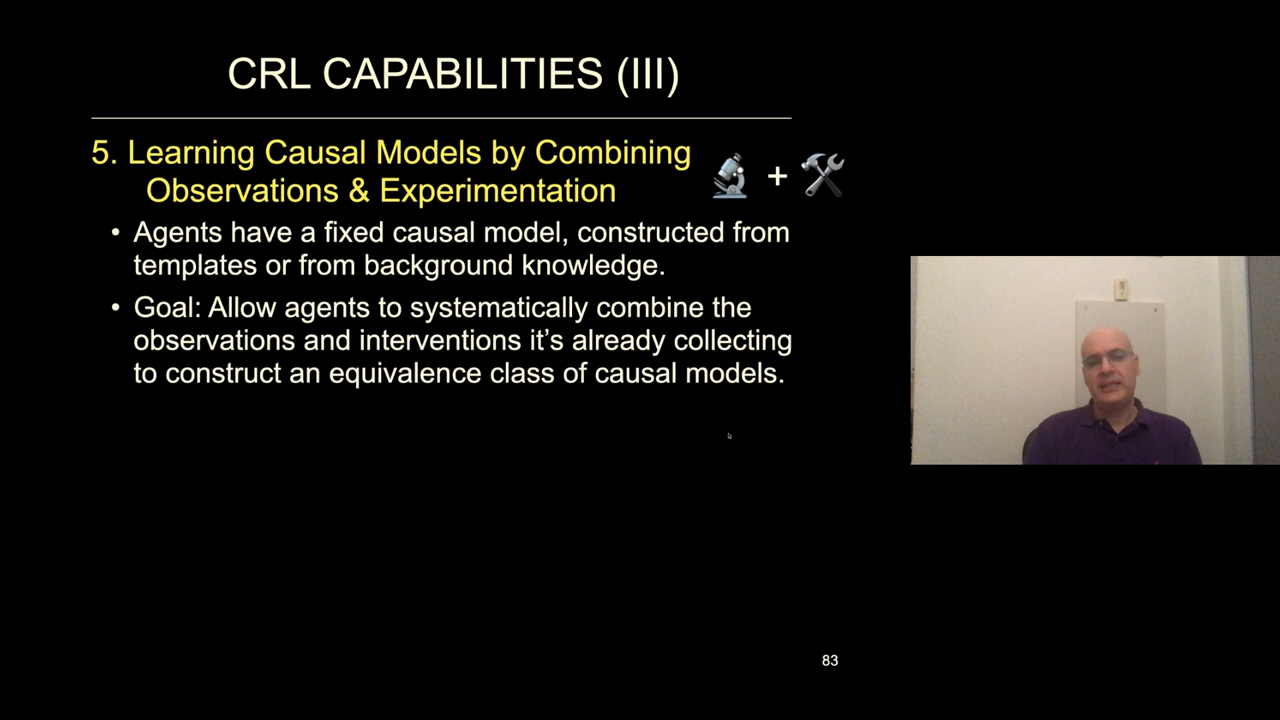 CRL CAPABILITIES (III)
5. Learning Causal Models by Combining
Observations & Experimentation
+
• Agents have a fixed causal model, constructed from
templates or from background knowledge.
• Goal: Allow agents to systematically combine the
observations and interventions it’s already collecting
to construct an equivalence class of causal models.
83